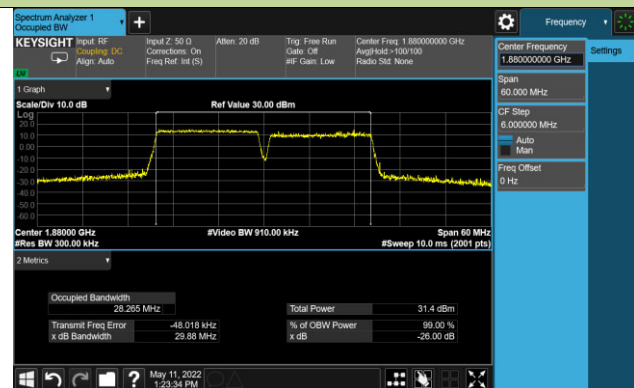 Spectrum Analyzer 1
Occupied BW
Frequency
KEYSIGHT
Input: RF
Coupling: DC
Align: Auto
Input Z: 50 Ω
Corrections: On
Freq Ref: Int (S)
Atten: 20 dB
Trig: Free Run
Gate: Off
#IF Gain: Low
Center Freq: 1.880000000 GHz
Avg|Hold:>100/100
Radio Std: None
Center Frequency
1.880000000 GHz
Settings
Span
60.000 MHz
CF Step
6.000000 MHz
Auto
Man
Freq Offset
0 Hz
1 Graph
Scale/Div 10.0 dB
Ref Value 30.00 dBm
Log
20.0
10.0
0.00
-10.0
-20.0
-30.0
-40.0
-50.0
-60.0
Center 1.88000 GHz
#Video BW 910.00 kHz
Span 60 MHz
#Res BW 300.00 kHz
#Sweep 10.0 ms (2001 pts)
2 Metrics
Occupied Bandwidth
28.265 MHz
Total Power 31.4 dBm
Transmit Freq Error -48.018 kHz
% of OBW Power 99.00 %
x dB Bandwidth 29.88 MHz
x dB -26.00 dB
May 11, 2022
1:23:34 PM